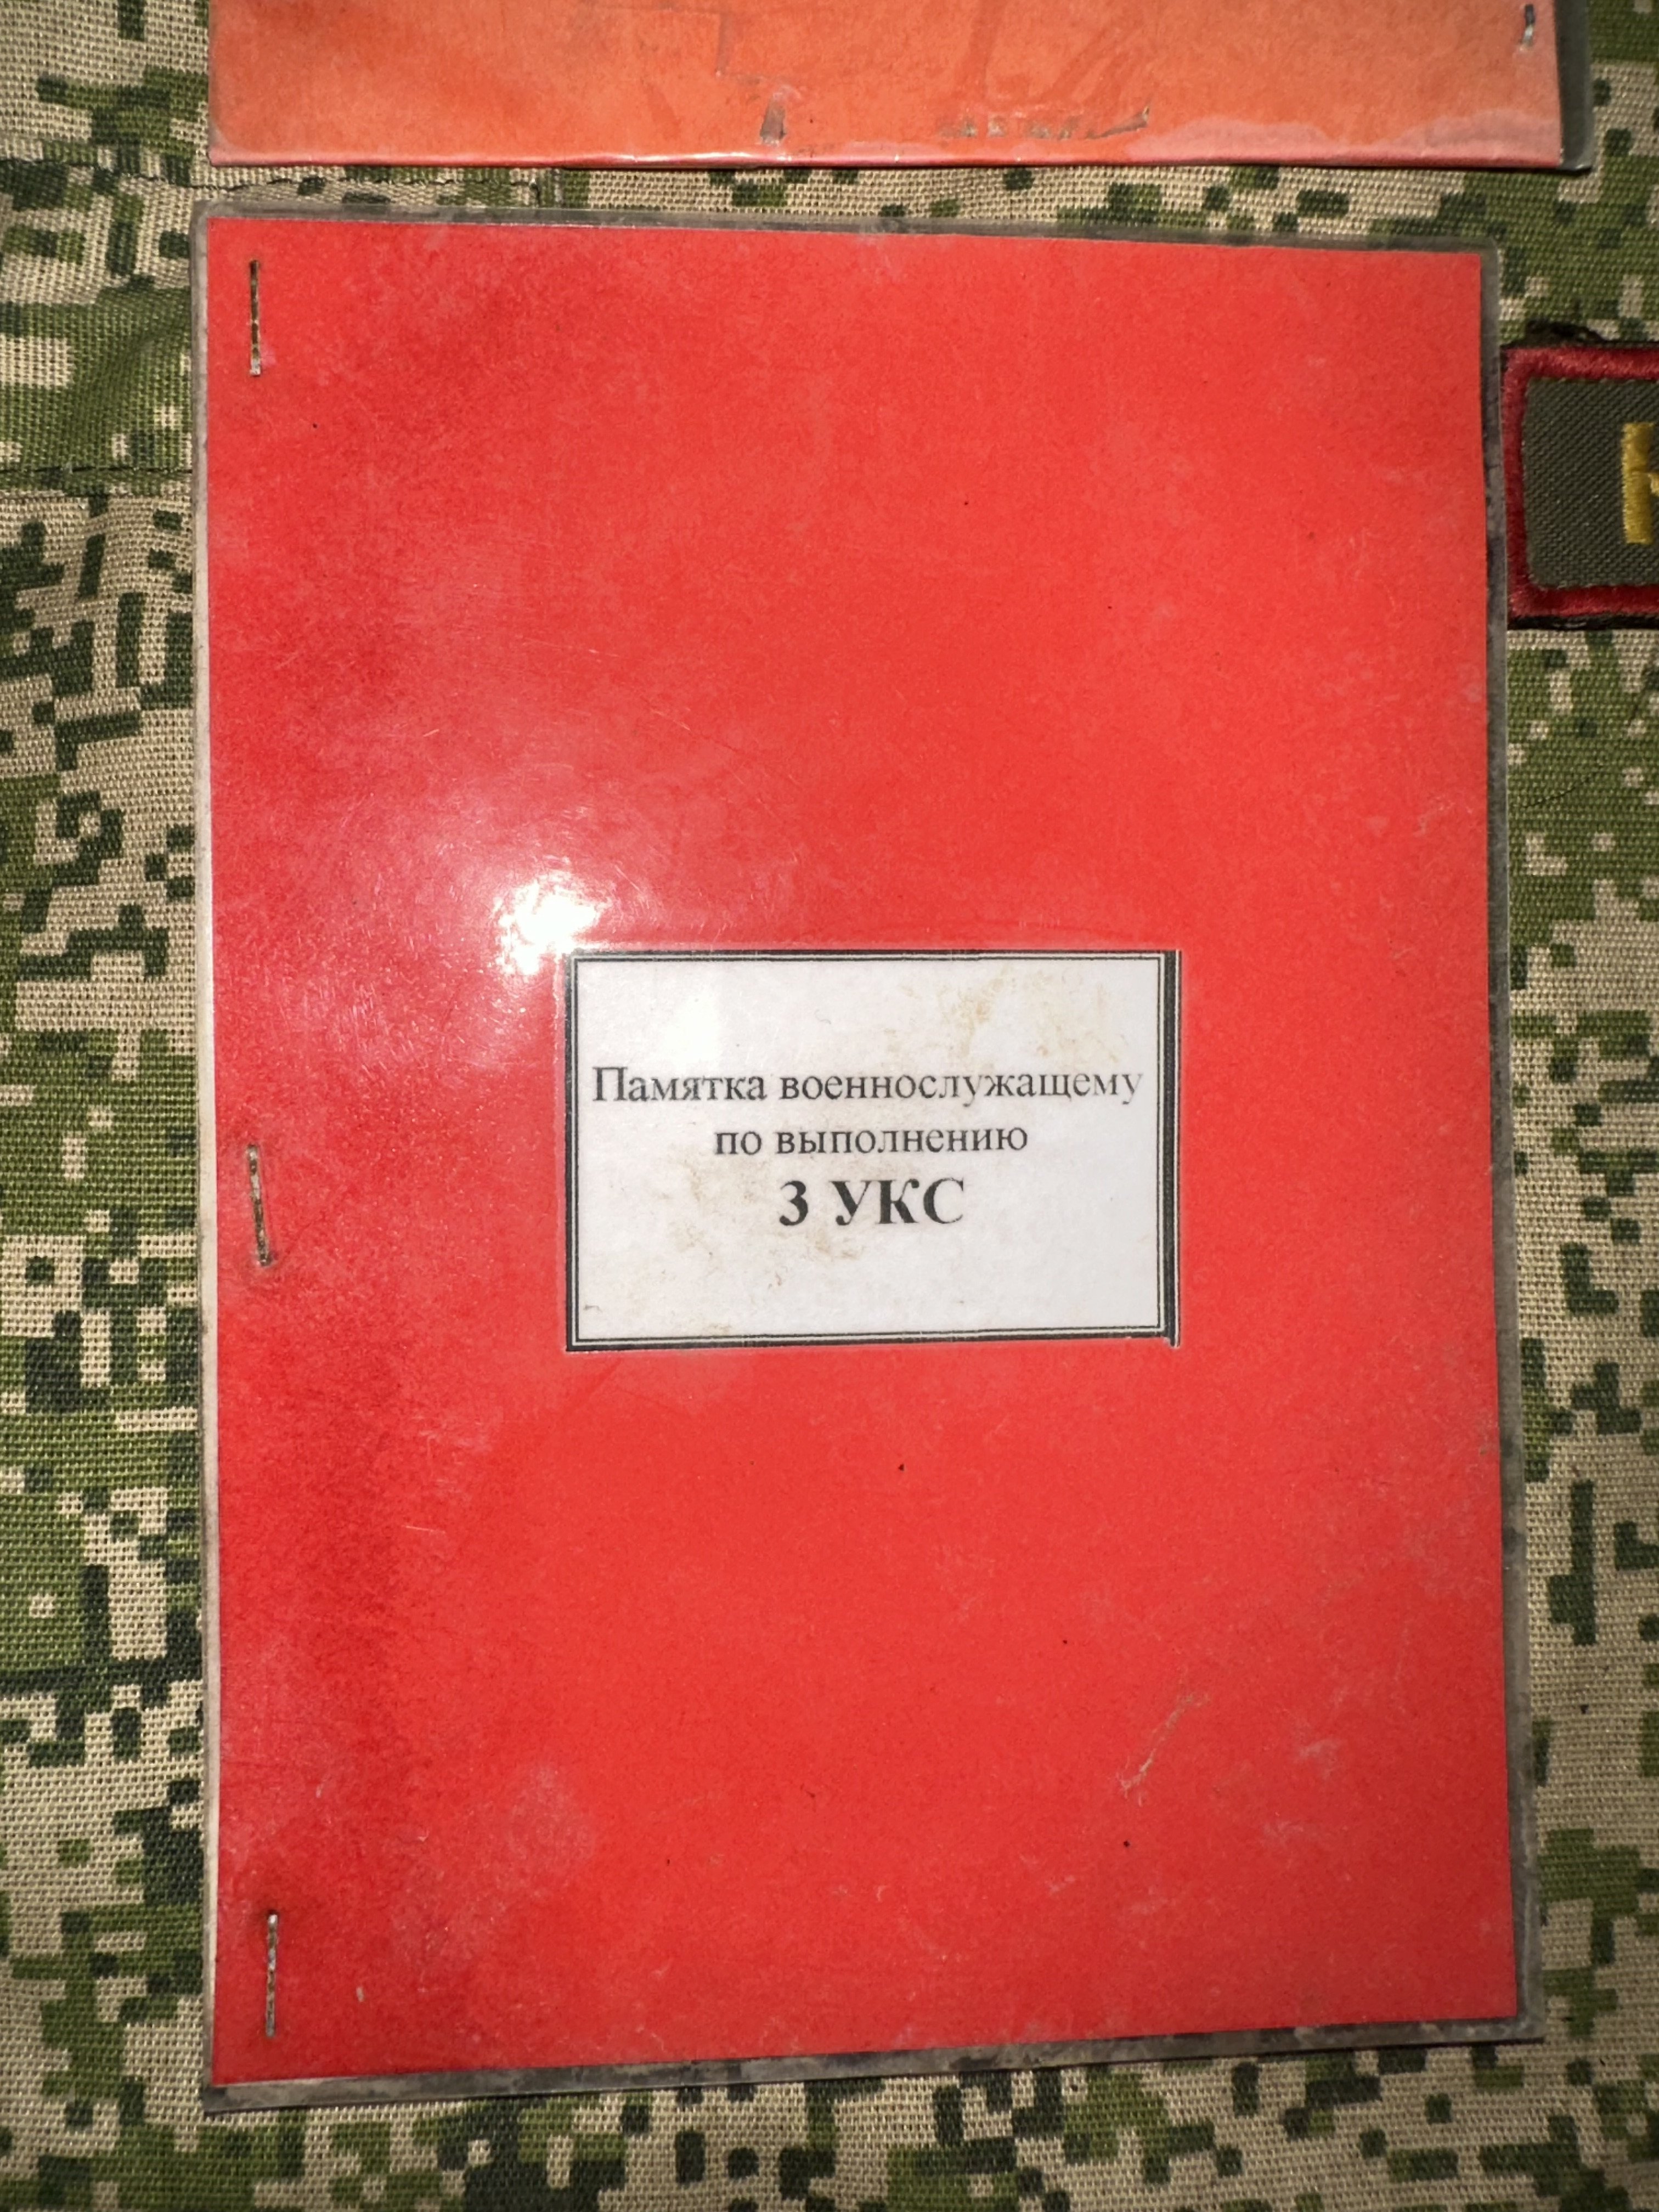 Памятка военнослужащему
по выполнению
3 УКС